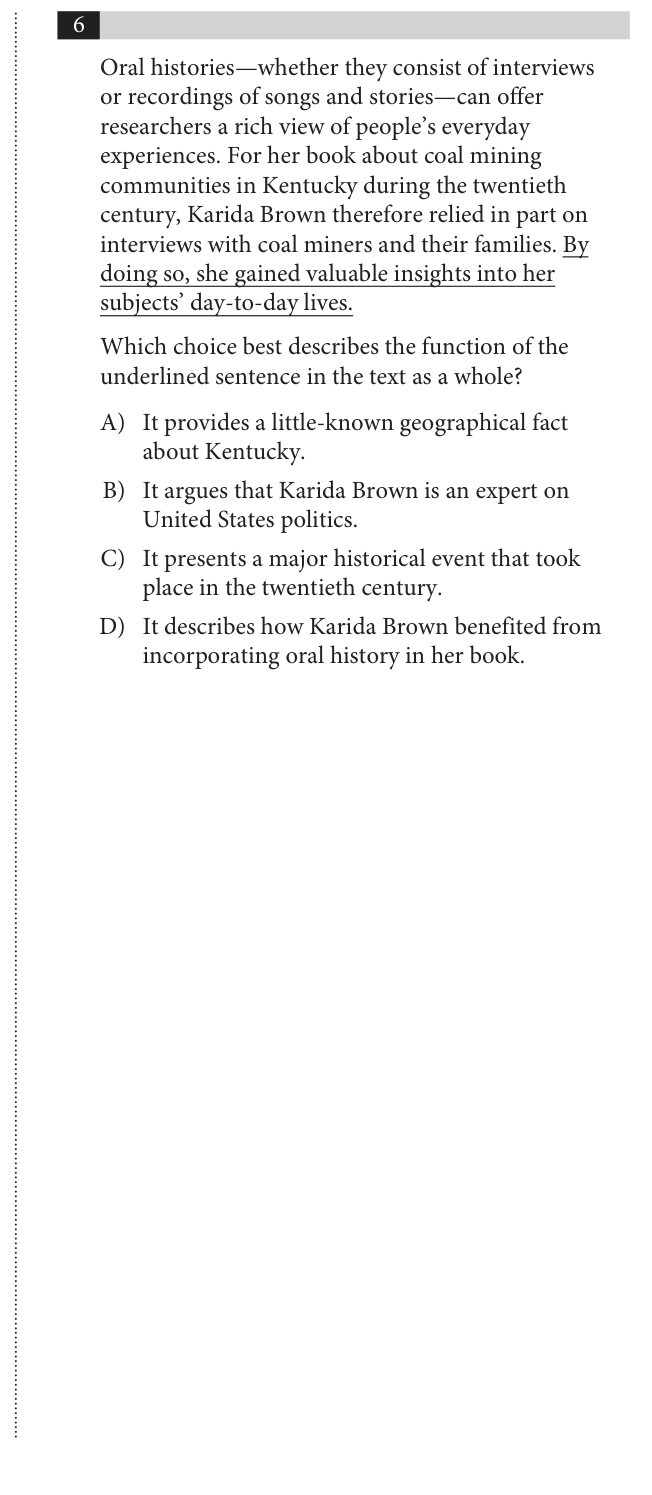 6
Oral histories—whether they consist of interviews
or recordings of songs and stories—can offer
researchers a rich view of people’s everyday
experiences. For her book about coal mining
communities in Kentucky during the twentieth
century, Karida Brown therefore relied in part on
interviews with coal miners and their families. By
doing so, she gained valuable insights into her
subjects’ day-to-day lives.
Which choice best describes the function of the
underlined sentence in the text as a whole?
A) It provides a little-known geographical fact
about Kentucky.
B) It argues that Karida Brown is an expert on
United States politics.
C) It presents a major historical event that took
place in the twentieth century.
D) It describes how Karida Brown benefited from
incorporating oral history in her book.